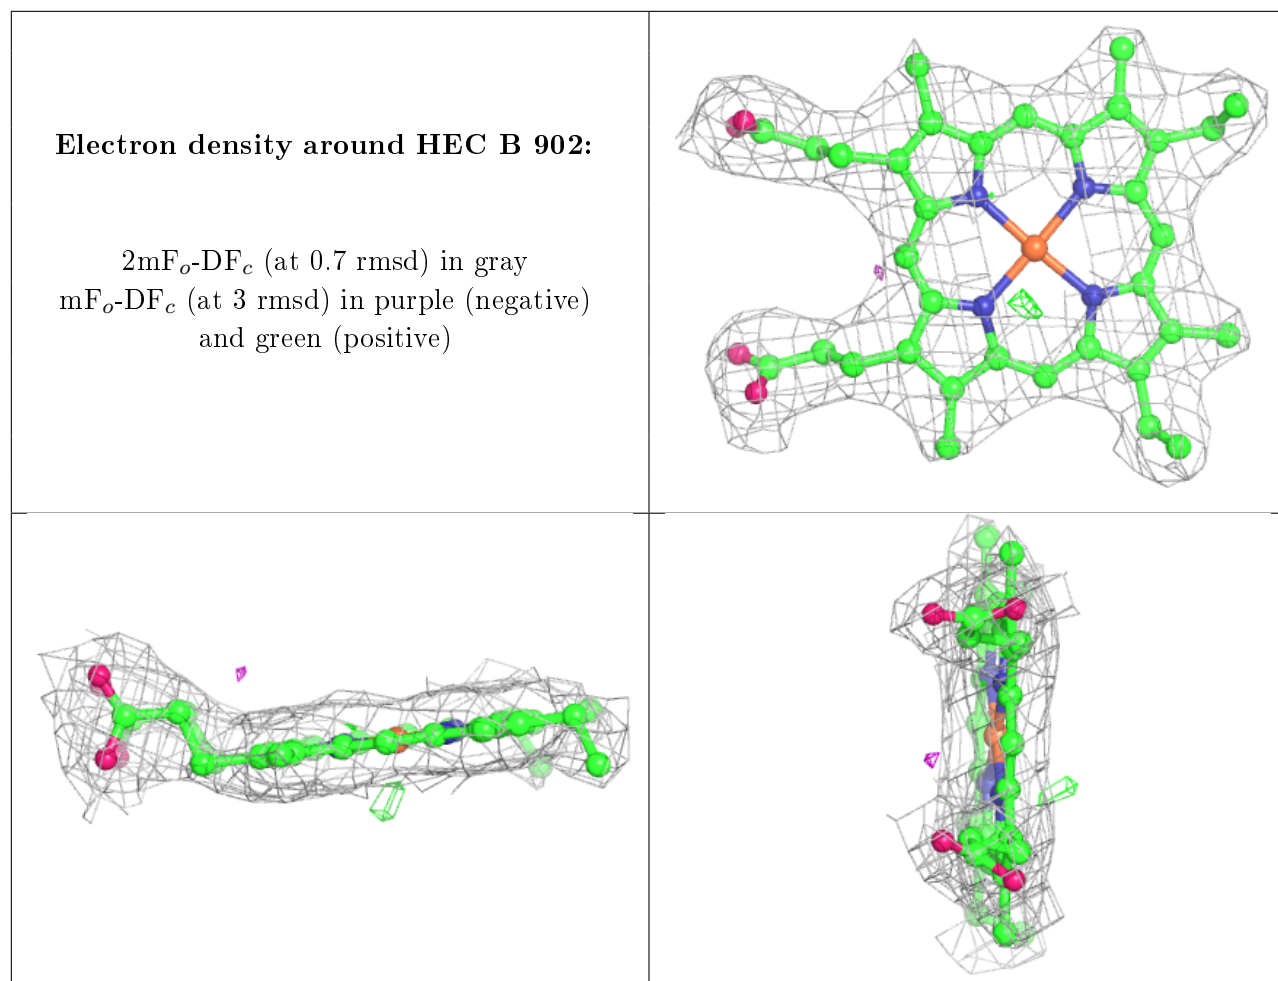 Electron density around HEC B 902:
2mFₒ-DF𝒸 (at 0.7 rmsd) in gray
mFₒ-DF𝒸 (at 3 rmsd) in purple (negative)
and green (positive)